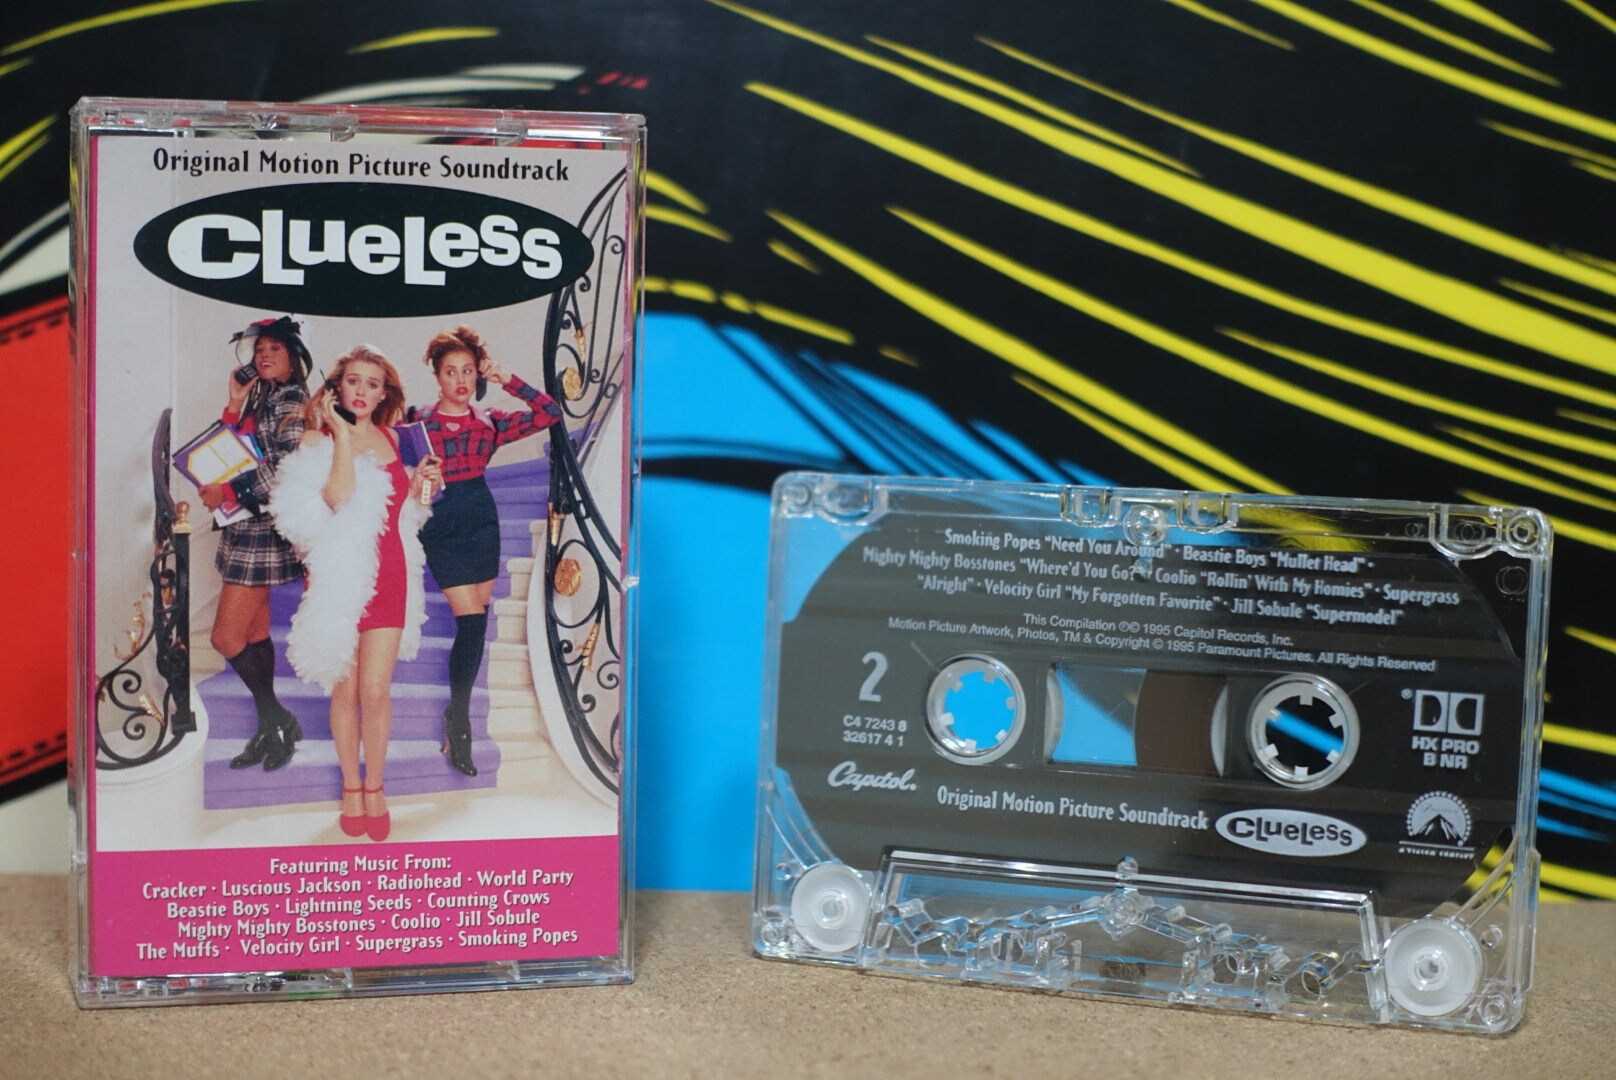 Original Motion Picture Soundtrack
CLueLess
Featuring Music From:
Cracker · Luscious Jackson · Radiohead · World Party
Beastie Boys · Lightning Seeds · Counting Crows
Mighty Mighty Bosstones · Coolio · Jill Sobule
The Muffs · Velocity Girl · Supergrass · Smoking Popes
Smoking Popes “Need You Around” · Beastie Boys “Mullet Head” ·
Mighty Mighty Bosstones “Where'd You Go?” · Coolio “Rollin' With My Homies” · Supergrass
“Alright” · Velocity Girl “My Forgotten Favorite” · Jill Sobule “Supermodel”
This Compilation ℗© 1995 Capitol Records, Inc.
Motion Picture Artwork, Photos, TM & Copyright © 1995 Paramount Pictures. All Rights Reserved
2
C4 7243 8
32617 4 1
HX PRO
B NR
Capitol.
Original Motion Picture Soundtrack CLueLess
Paramount
A VIACOM COMPANY